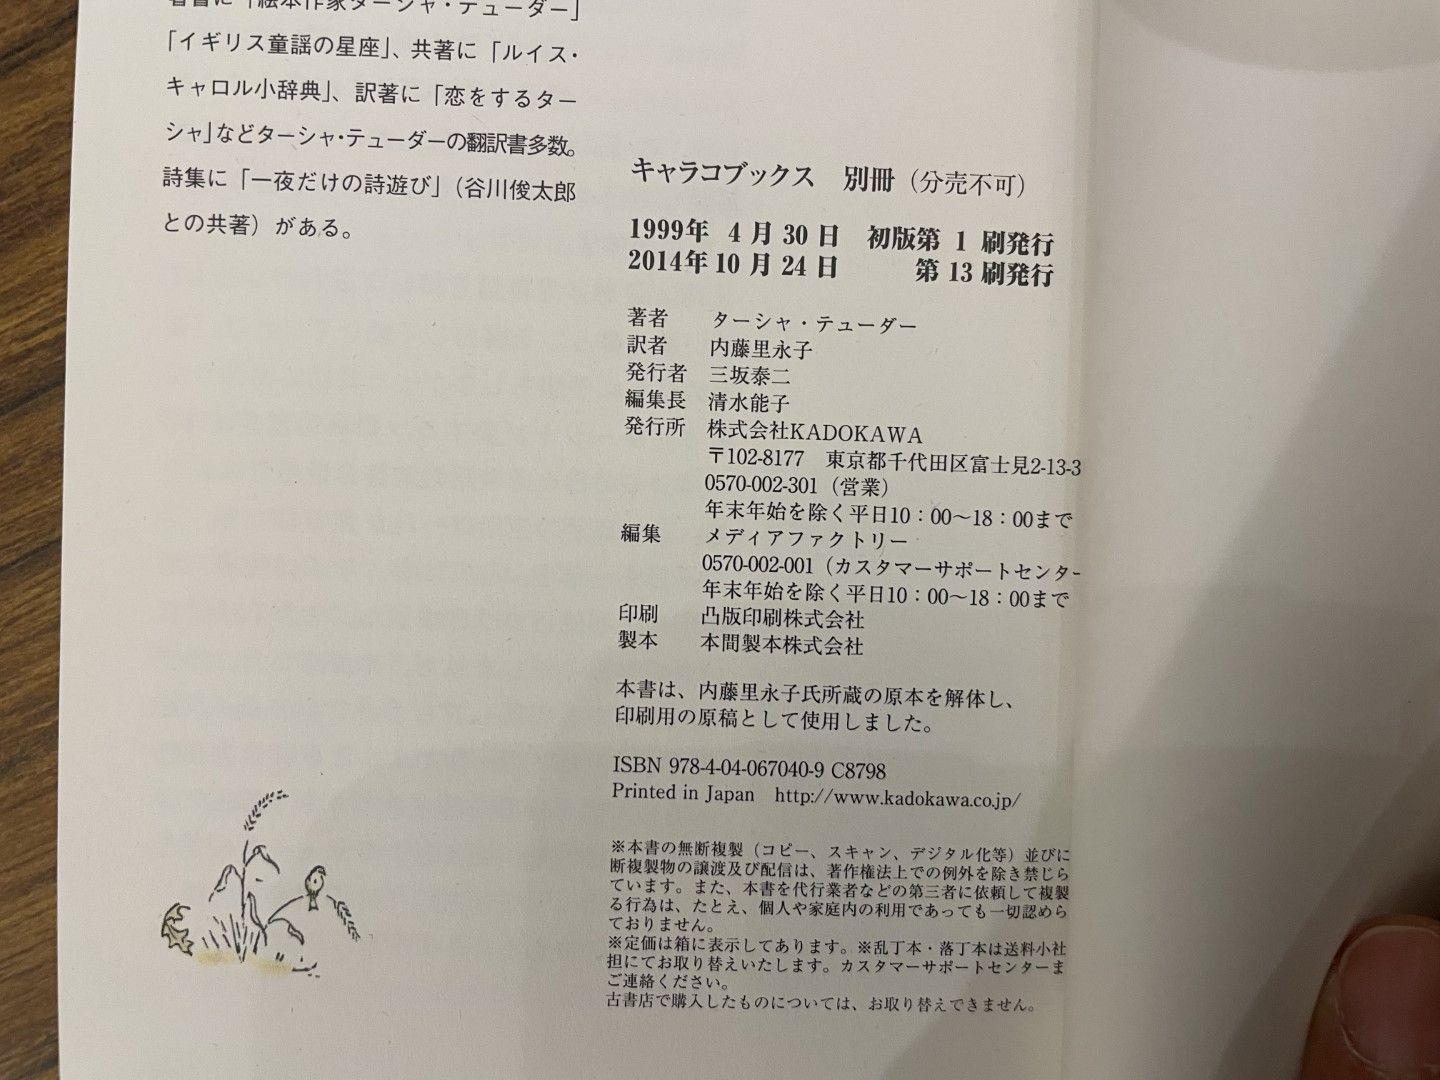 著書に「絵本作家ターシャ・テューダー」
「イギリス童謡の星座」、共著に「ルイス・
キャロル小辞典」、訳著に「恋をするター
シャ」などターシャ・テューダーの翻訳書多数。
詩集に「一夜だけの詩遊び」（谷川俊太郎
との共著）がある。
キャラコブックス　別冊（分売不可）
1999年 4 月 30 日　初版第 1 刷発行
2014年 10 月 24 日　第 13 刷発行
著者　ターシャ・テューダー
訳者　内藤里永子
発行者　三坂泰二
編集長　清水能子
発行所　株式会社KADOKAWA
〒102-8177　東京都千代田区富士見2-13-3
0570-002-301（営業）
年末年始を除く平日10：00～18：00まで
編集　メディアファクトリー
0570-002-001（カスタマーサポートセンター
年末年始を除く平日10：00～18：00まで
印刷　凸版印刷株式会社
製本　本間製本株式会社
本書は、内藤里永子氏所蔵の原本を解体し、
印刷用の原稿として使用しました。
ISBN 978-4-04-067040-9 C8798
Printed in Japan　http://www.kadokawa.co.jp/
※本書の無断複製（コピー、スキャン、デジタル化等）並びに
断複製物の譲渡及び配信は、著作権法上での例外を除き禁じら
ています。また、本書を代行業者などの第三者に依頼して複製
る行為は、たとえ、個人や家庭内の利用であっても一切認めら
ておりません。
※定価は箱に表示してあります。※乱丁本・落丁本は送料小社
担にてお取り替えいたします。カスタマーサポートセンターま
ご連絡ください。
古書店で購入したものについては、お取り替えできません。